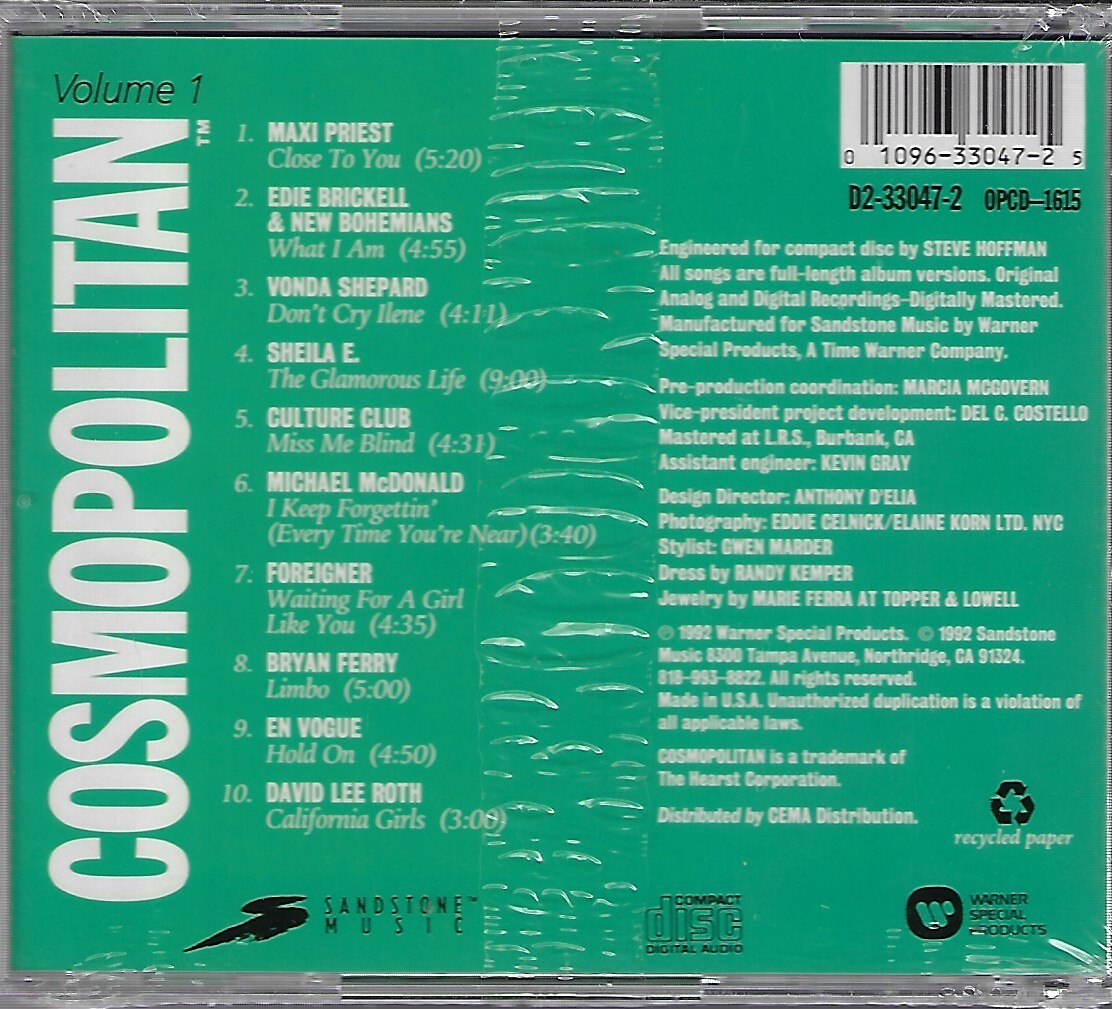 Volume 1
COSMOPOLITAN™
1. MAXI PRIEST
Close To You (5:20)
2. EDIE BRICKELL
& NEW BOHEMIANS
What I Am (4:55)
3. VONDA SHEPARD
Don't Cry Ilene (4:11)
4. SHEILA E.
The Glamorous Life (9:00)
5. CULTURE CLUB
Miss Me Blind (4:31)
6. MICHAEL McDONALD
I Keep Forgettin'
(Every Time You're Near)(3:40)
7. FOREIGNER
Waiting For A Girl
Like You (4:35)
8. BRYAN FERRY
Limbo (5:00)
9. EN VOGUE
Hold On (4:50)
10. DAVID LEE ROTH
California Girls (3:00)
0 1096-33047-2 5
D2-33047-2 OPCD-1615
Engineered for compact disc by STEVE HOFFMAN
All songs are full-length album versions. Original
Analog and Digital Recordings–Digitally Mastered.
Manufactured for Sandstone Music by Warner
Special Products, A Time Warner Company.
Pre-production coordination: MARCIA MCGOVERN
Vice-president project development: DEL C. COSTELLO
Mastered at L.R.S., Burbank, CA
Assistant engineer: KEVIN GRAY
Design Director: ANTHONY D'ELIA
Photography: EDDIE CELNICK/ELAINE KORN LTD. NYC
Stylist: GWEN MARDER
Dress by RANDY KEMPER
Jewelry by MARIE FERRA AT TOPPER & LOWELL
℗ 1992 Warner Special Products. © 1992 Sandstone
Music 8300 Tampa Avenue, Northridge, CA 91324.
818-993-8822. All rights reserved.
Made in U.S.A. Unauthorized duplication is a violation of
all applicable laws.
COSMOPOLITAN is a trademark of
The Hearst Corporation.
Distributed by CEMA Distribution.
recycled paper
SANDSTONE™
MUSIC
COMPACT
disc
DIGITAL AUDIO
WARNER
SPECIAL
PRODUCTS